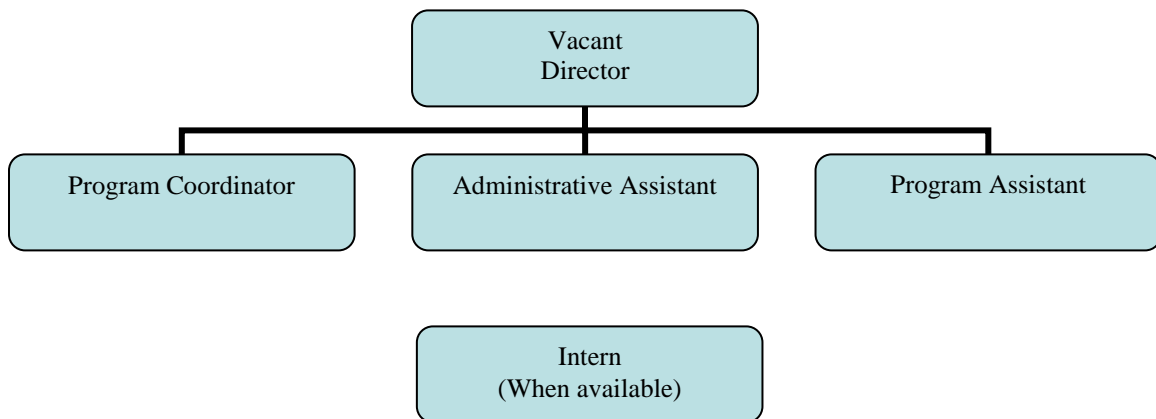 Vacant
Director
Program Coordinator
Administrative Assistant
Program Assistant
Intern
(When available)